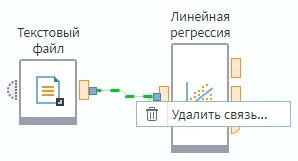 Текстовый
файл
Линейная
регрессия
Удалить связь...